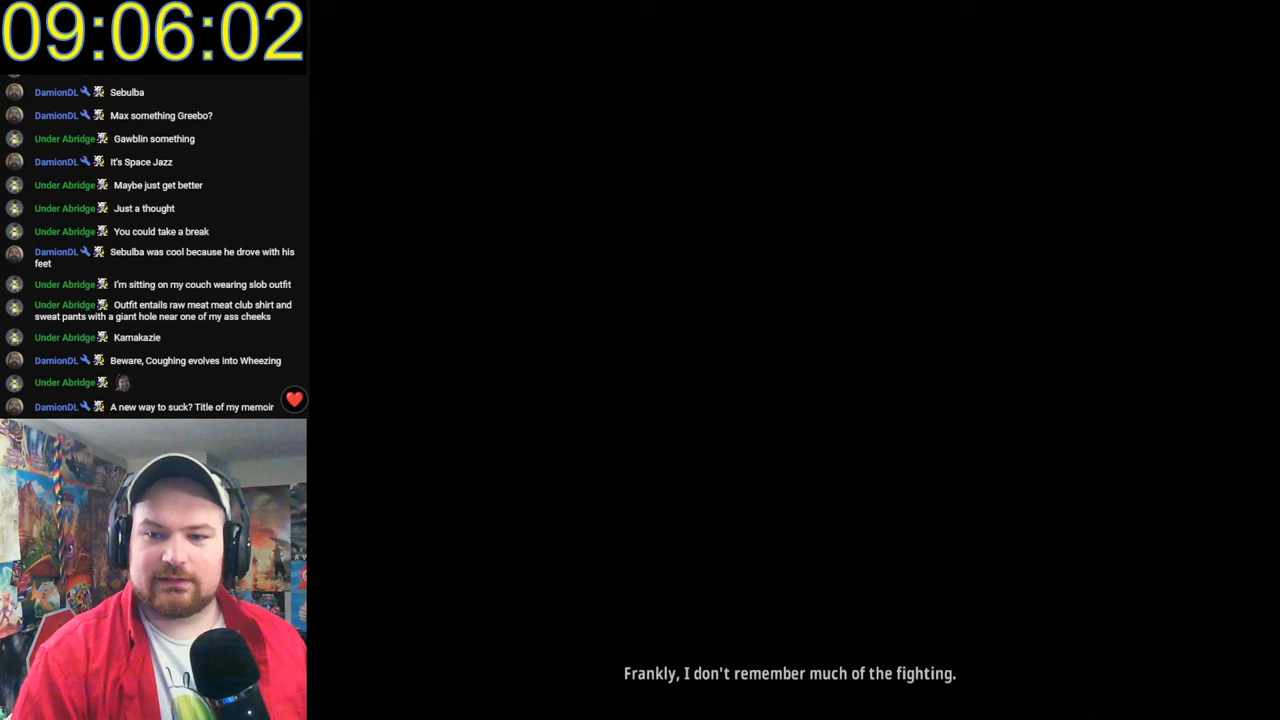 09:06:02
DamionDL Sebulba
DamionDL Max something Greebo?
Under Abridge Gawblin something
DamionDL It's Space Jazz
Under Abridge Maybe just get better
Under Abridge Just a thought
Under Abridge You could take a break
DamionDL Sebulba was cool because he drove with his
feet
Under Abridge I'm sitting on my couch wearing slob outfit
Under Abridge Outfit entails raw meat meat club shirt and
sweat pants with a giant hole near one of my ass cheeks
Under Abridge Kamakazie
DamionDL Beware, Coughing evolves into Wheezing
Under Abridge
DamionDL A new way to suck? Title of my memoir
Frankly, I don't remember much of the fighting.